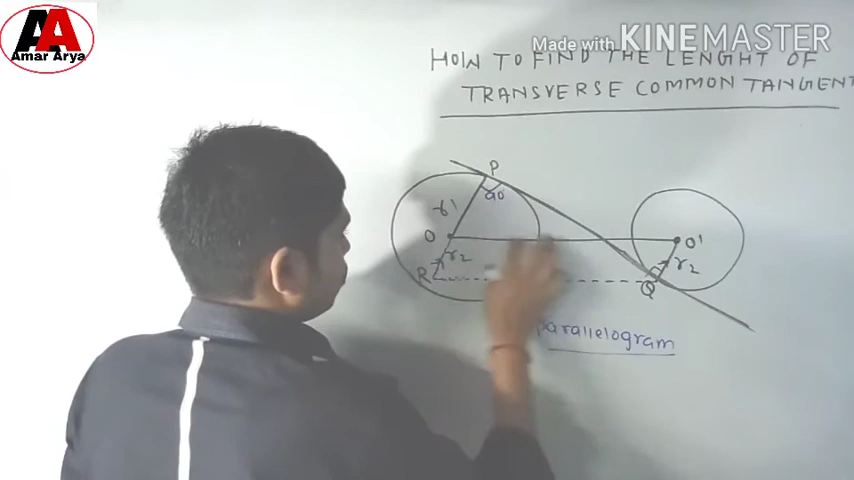 AA
Amar Arya
Made with KINEMASTER
HOW TO FIND THE LENGHT OF
TRANSVERSE COMMON TANGENT
P
90
r1
O
O'
r2
r2
R
Q
parallelogram